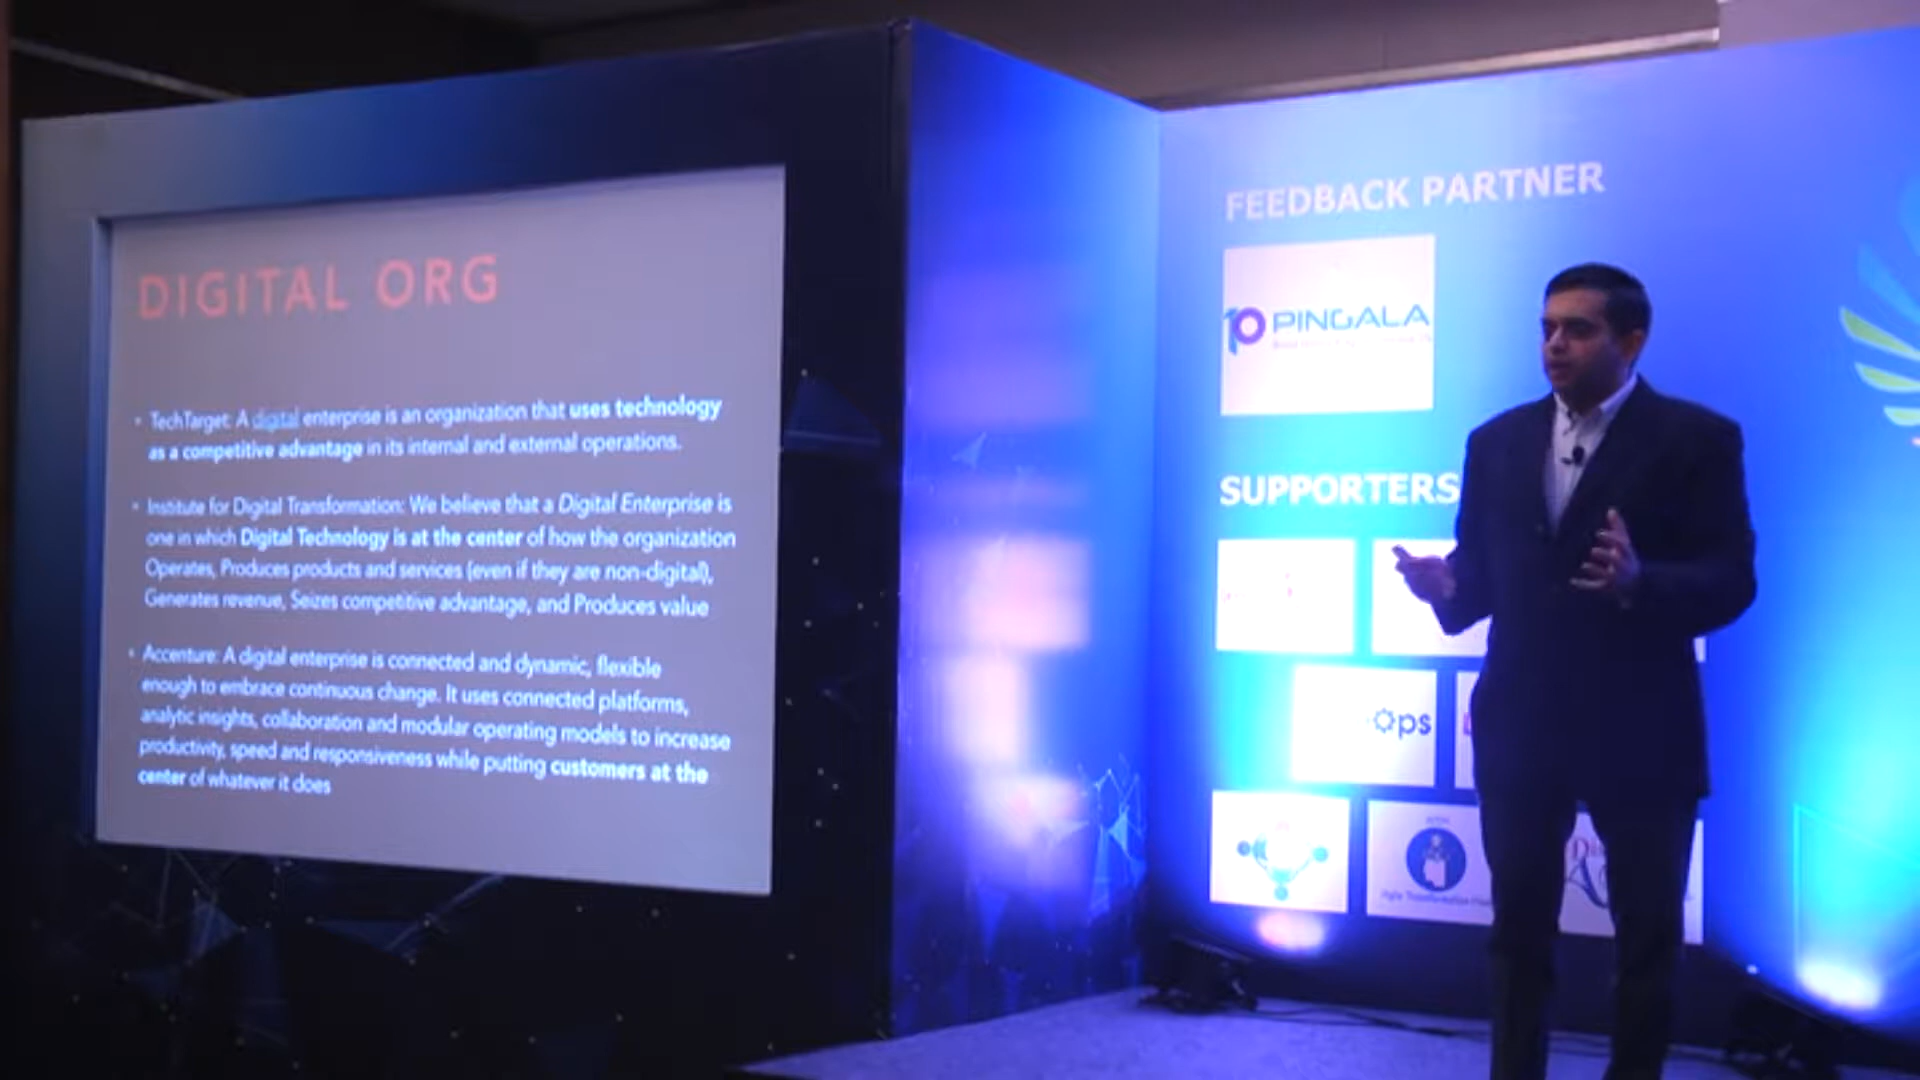 DIGITAL ORG
• TechTarget: A digital enterprise is an organization that uses technology
as a competitive advantage in its internal and external operations.
• Institute for Digital Transformation: We believe that a Digital Enterprise is
one in which Digital Technology is at the center of how the organization
Operates, Produces products and services (even if they are non-digital),
Generates revenue, Seizes competitive advantage, and Produces value
• Accenture: A digital enterprise is connected and dynamic, flexible
enough to embrace continuous change. It uses connected platforms,
analytic insights, collaboration and modular operating models to increase
productivity, speed and responsiveness while putting customers at the
center of whatever it does
FEEDBACK PARTNER
PINGALA
SUPPORTERS
Ops